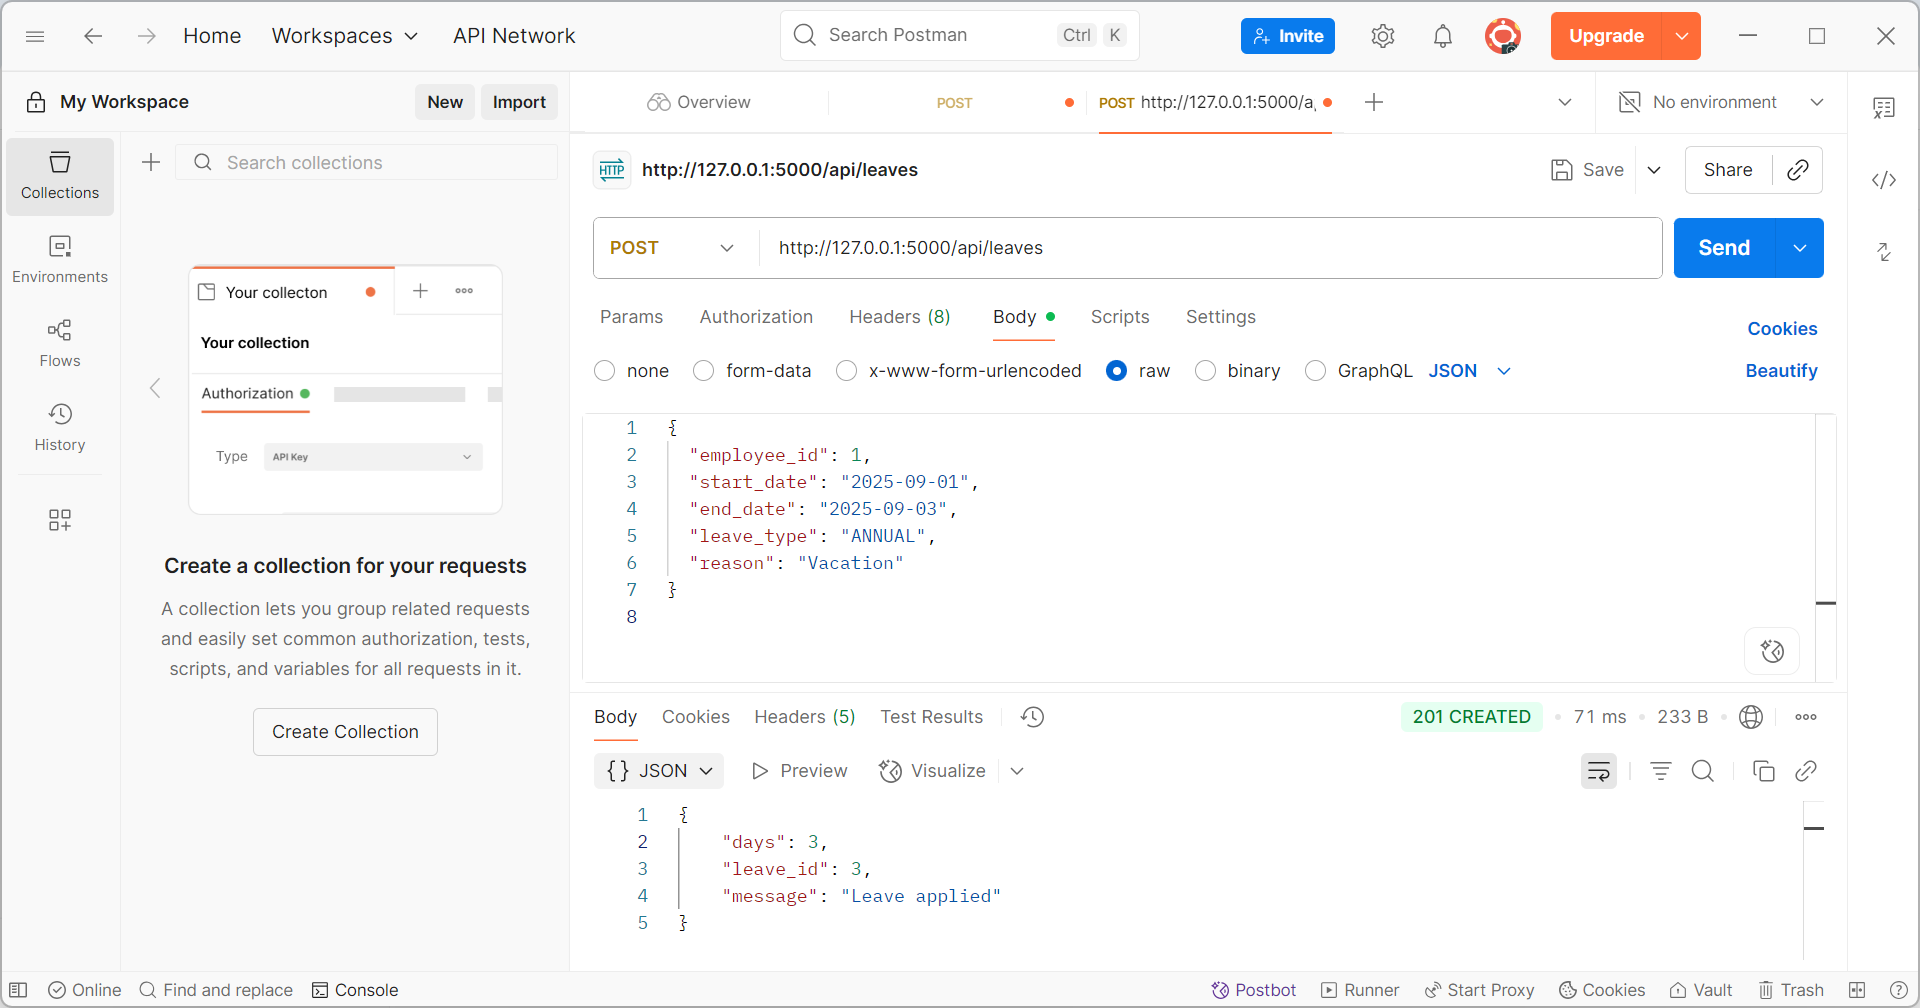 Home Workspaces API Network Search Postman Ctrl K Invite Upgrade
My Workspace New Import
Overview POST POST http://127.0.0.1:5000/a No environment
Collections
Environments
Flows
History
Search collections
Your collecton
Your collection
Authorization
Type API Key
Create a collection for your requests
A collection lets you group related requests
and easily set common authorization, tests,
scripts, and variables for all requests in it.
Create Collection
HTTP http://127.0.0.1:5000/api/leaves Save Share
POST http://127.0.0.1:5000/api/leaves Send
Params Authorization Headers (8) Body Scripts Settings Cookies
none form-data x-www-form-urlencoded raw binary GraphQL JSON Beautify
1 {
2 "employee_id": 1,
3 "start_date": "2025-09-01",
4 "end_date": "2025-09-03",
5 "leave_type": "ANNUAL",
6 "reason": "Vacation"
7 }
8
Body Cookies Headers (5) Test Results 201 CREATED • 71 ms • 233 B •
{} JSON Preview Visualize
1 {
2 "days": 3,
3 "leave_id": 3,
4 "message": "Leave applied"
5 }
Online Find and replace Console Postbot Runner Start Proxy Cookies Vault Trash